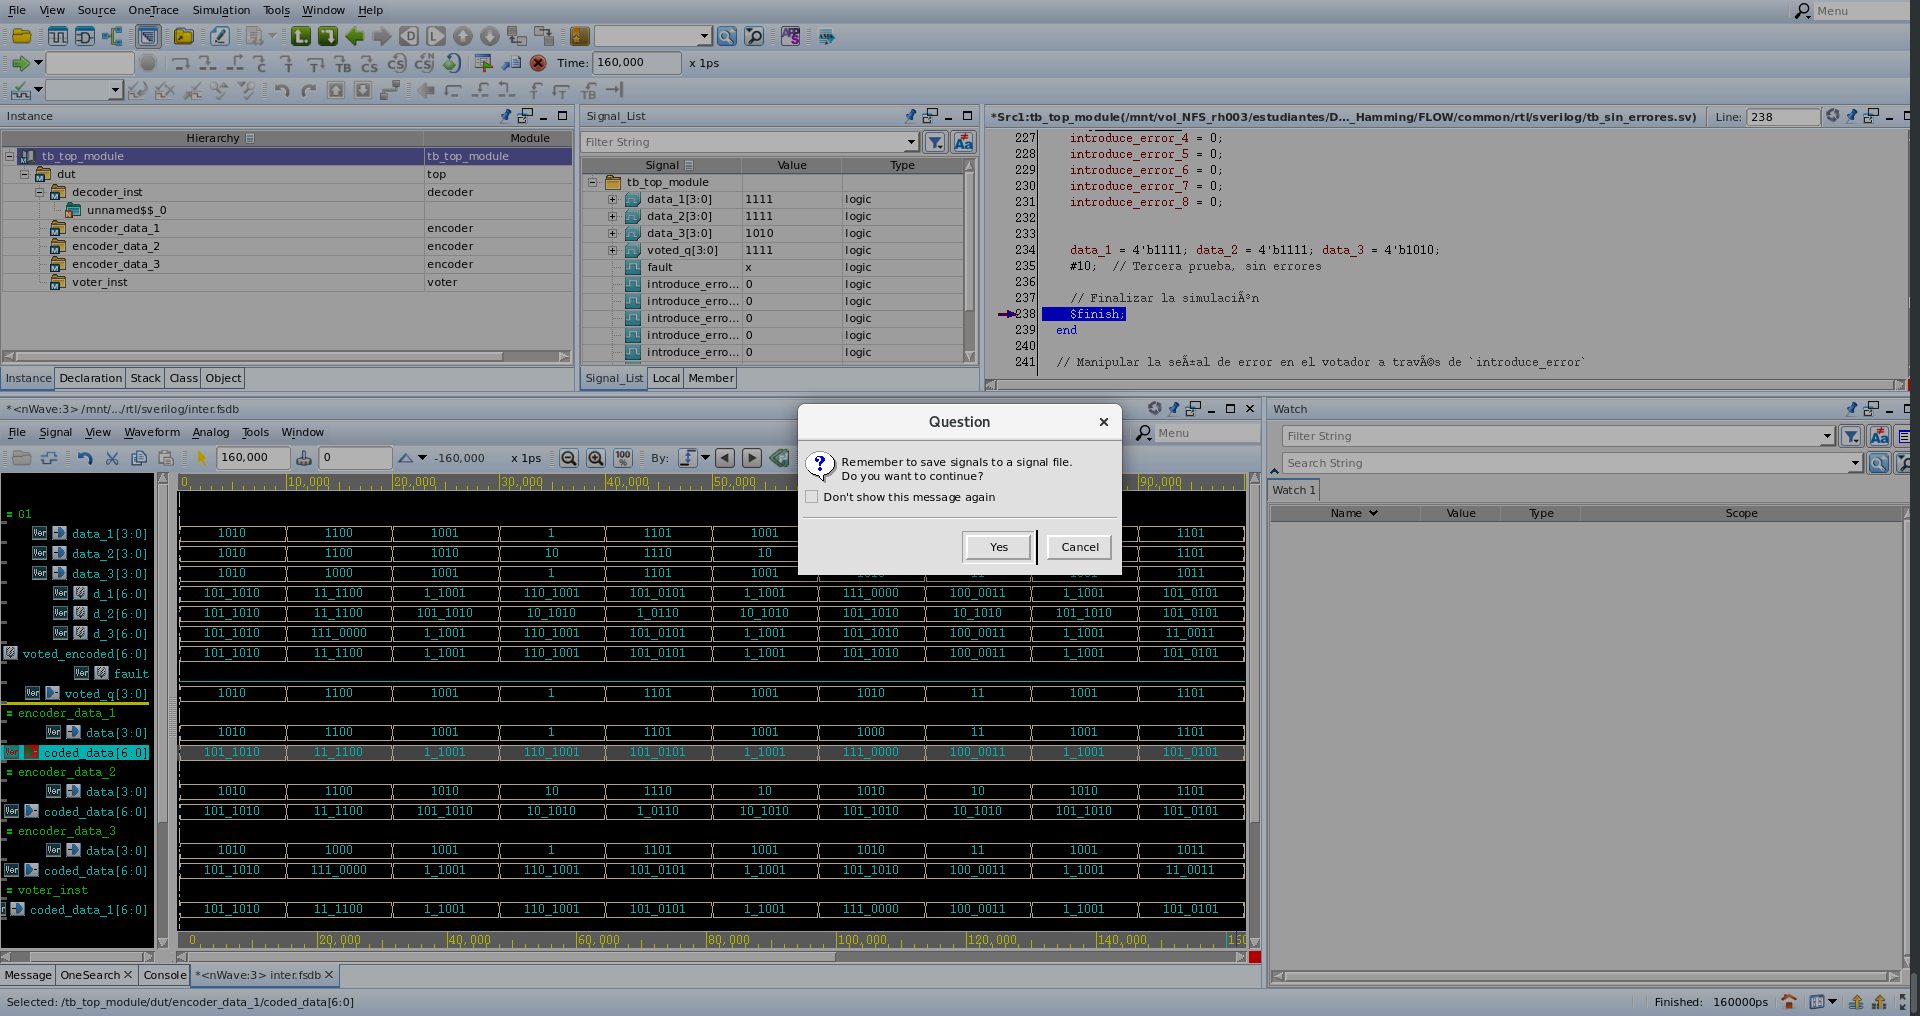 File View Source OneTrace Simulation Tools Window Help Menu
Time: 160,000 x 1ps
Instance
Hierarchy Module
tb_top_module tb_top_module
dut top
decoder_inst decoder
unnamed$$_0
encoder_data_1 encoder
encoder_data_2 encoder
encoder_data_3 encoder
voter_inst voter
Instance Declaration Stack Class Object
Signal_List
Filter String
Signal Value Type
tb_top_module
data_1[3:0] 1111 logic
data_2[3:0] 1111 logic
data_3[3:0] 1010 logic
voted_q[3:0] 1111 logic
fault x logic
introduce_erro... 0 logic
introduce_erro... 0 logic
introduce_erro... 0 logic
introduce_erro... 0 logic
introduce_erro... 0 logic
Signal_List Local Member
*Src1:tb_top_module(/mnt/vol_NFS_rh003/estudiantes/D..._Hamming/FLOW/common/rtl/sverilog/tb_sin_errores.sv) Line: 238
227 introduce_error_4 = 0;
228 introduce_error_5 = 0;
229 introduce_error_6 = 0;
230 introduce_error_7 = 0;
231 introduce_error_8 = 0;
232
233
234 data_1 = 4'b1111; data_2 = 4'b1111; data_3 = 4'b1010;
235 #10; // Tercera prueba, sin errores
236
237 // Finalizar la simulaciÃ³n
238 $finish;
239 end
240
241 // Manipular la seÃ±al de error en el votador a travÃ©s de `introduce_error`
*<nWave:3> /mnt/.../rtl/sverilog/inter.fsdb
File Signal View Waveform Analog Tools Window Menu
160,000 0 -160,000 x 1ps 100% By:
0 10,000 20,000 30,000 40,000 50,000 90,000
G1
data_1[3:0] 1010 1100 1001 1 1101 1001 1101
data_2[3:0] 1010 1100 1010 10 1110 10 1101
data_3[3:0] 1010 1000 1001 1 1101 1001 1011
d_1[6:0] 101_1010 11_1100 1_1001 110_1001 101_0101 1_1001 111_0000 100_0011 1_1001 101_0101
d_2[6:0] 101_1010 11_1100 101_1010 10_1010 1_0110 10_1010 101_1010 10_1010 101_1010 101_0101
d_3[6:0] 101_1010 111_0000 1_1001 110_1001 101_0101 1_1001 101_1010 100_0011 1_1001 11_0011
voted_encoded[6:0] 101_1010 11_1100 1_1001 110_1001 101_0101 1_1001 101_1010 100_0011 1_1001 101_0101
fault
voted_q[3:0] 1010 1100 1001 1 1101 1001 1010 11 1001 1101
encoder_data_1
data[3:0] 1010 1100 1001 1 1101 1001 1000 11 1001 1101
coded_data[6:0] 101_1010 11_1100 1_1001 110_1001 101_0101 1_1001 111_0000 100_0011 1_1001 101_0101
encoder_data_2
data[3:0] 1010 1100 1010 10 1110 10 1010 10 1010 1101
coded_data[6:0] 101_1010 11_1100 101_1010 10_1010 1_0110 10_1010 101_1010 10_1010 101_1010 101_0101
encoder_data_3
data[3:0] 1010 1000 1001 1 1101 1001 1010 11 1001 1011
coded_data[6:0] 101_1010 111_0000 1_1001 110_1001 101_0101 1_1001 101_1010 100_0011 1_1001 11_0011
voter_inst
coded_data_1[6:0] 101_1010 11_1100 1_1001 110_1001 101_0101 1_1001 111_0000 100_0011 1_1001 101_0101
0 20,000 40,000 60,000 80,000 100,000 120,000 140,000
Question
Remember to save signals to a signal file.
Do you want to continue?
Don't show this message again
Yes Cancel
Watch
Filter String
Search String
Watch 1
Name Value Type Scope
Message OneSearch Console *<nWave:3> inter.fsdb
Selected: /tb_top_module/dut/encoder_data_1/coded_data[6:0] Finished: 160000ps